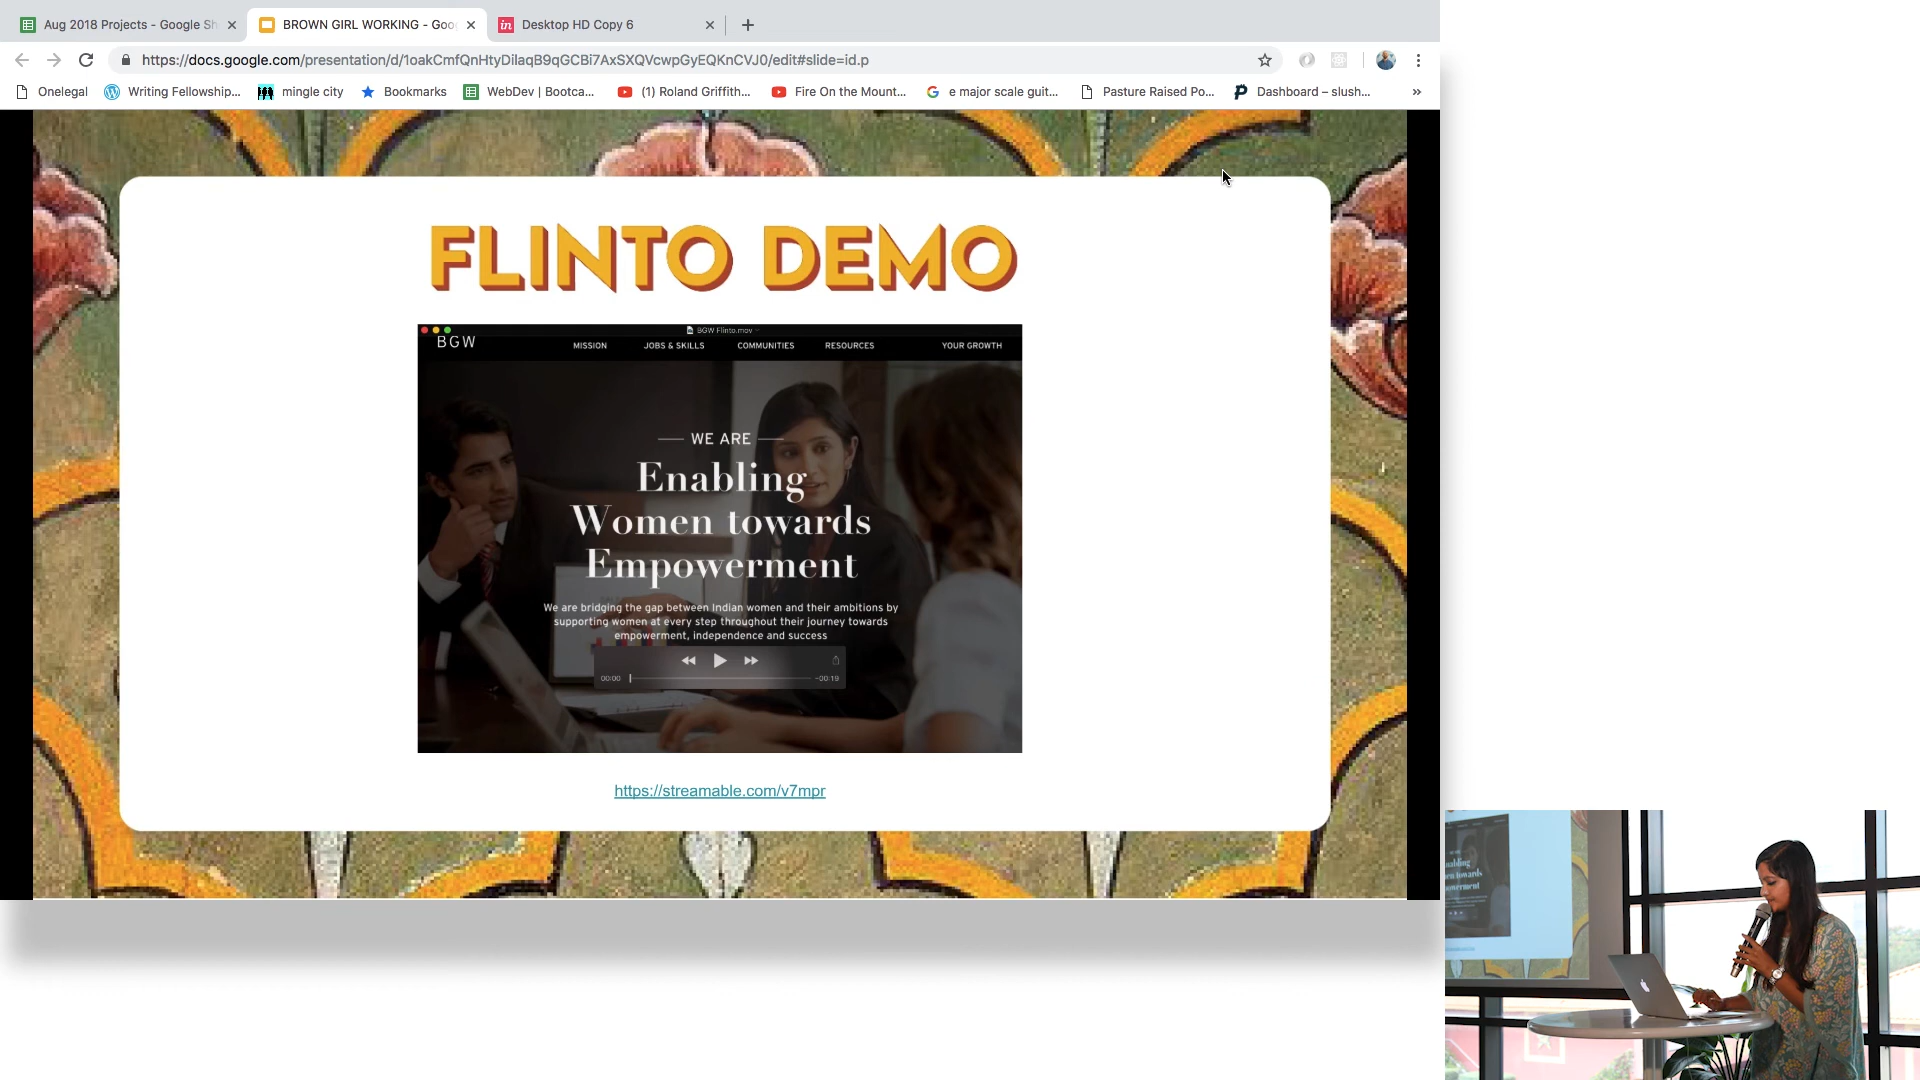 Aug 2018 Projects - Google Sh
BROWN GIRL WORKING - Goo
Desktop HD Copy 6
https://docs.google.com/presentation/d/1oakCmfQnHtyDilaqB9qGCBi7AxSXQVcwpGyEQKnCVJ0/edit#slide=id.p
Onelegal
Writing Fellowship...
mingle city
Bookmarks
WebDev | Bootca...
(1) Roland Griffith...
Fire On the Mount...
e major scale guit...
Pasture Raised Po...
Dashboard – slush...
FLINTO DEMO
BGW Flinto.mov
BGW
MISSION
JOBS & SKILLS
COMMUNITIES
RESOURCES
YOUR GROWTH
WE ARE
Enabling
Women towards
Empowerment
We are bridging the gap between Indian women and their ambitions by
supporting women at every step throughout their journey towards
empowerment, independence and success
00:00
-00:19
https://streamable.com/v7mpr